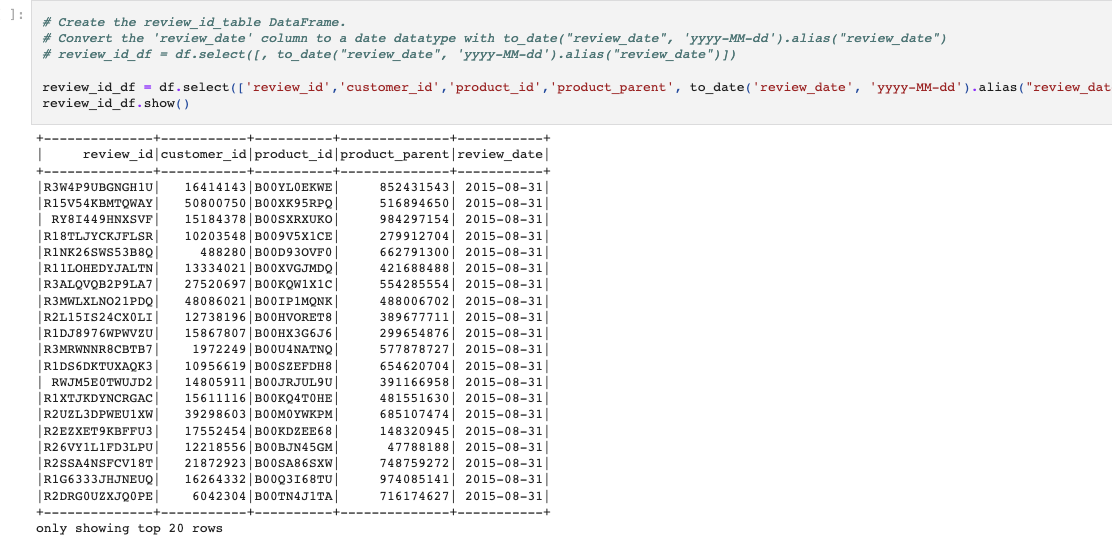 ]:
# Create the review_id_table DataFrame.
# Convert the 'review_date' column to a date datatype with to_date("review_date", 'yyyy-MM-dd').alias("review_date")
# review_id_df = df.select([, to_date("review_date", 'yyyy-MM-dd').alias("review_date")])
review_id_df = df.select(['review_id','customer_id','product_id','product_parent', to_date('review_date', 'yyyy-MM-dd').alias("review_dat
review_id_df.show()
+--------------+-----------+----------+--------------+-----------+
|     review_id|customer_id|product_id|product_parent|review_date|
+--------------+-----------+----------+--------------+-----------+
|R3W4P9UBGNGH1U|   16414143|B00YL0EKWE|     852431543| 2015-08-31|
|R15V54KBMTQWAY|   50800750|B00XK95RPQ|     516894650| 2015-08-31|
| RY8I449HNXSVF|   15184378|B00SXRXUKO|     984297154| 2015-08-31|
|R18TLJYCKJFLSR|   10203548|B009V5X1CE|     279912704| 2015-08-31|
|R1NK26SWS53B8Q|     488280|B00D93OVF0|     662791300| 2015-08-31|
|R11LOHEDYJALTN|   13334021|B00XVGJMDQ|     421688488| 2015-08-31|
|R3ALQVQB2P9LA7|   27520697|B00KQW1X1C|     554285554| 2015-08-31|
|R3MWLXLNO21PDQ|   48086021|B00IP1MQNK|     488006702| 2015-08-31|
|R2L15IS24CX0LI|   12738196|B00HVORET8|     389677711| 2015-08-31|
|R1DJ8976WPWVZU|   15867807|B00HX3G6J6|     299654876| 2015-08-31|
|R3MRWNNR8CBTB7|    1972249|B00U4NATNQ|     577878727| 2015-08-31|
|R1DS6DKTUXAQK3|   10956619|B00SZEFDH8|     654620704| 2015-08-31|
| RWJM5E0TWUJD2|   14805911|B00JRJUL9U|     391166958| 2015-08-31|
|R1XTJKDYNCRGAC|   15611116|B00KQ4T0HE|     481551630| 2015-08-31|
|R2UZL3DPWEU1XW|   39298603|B00M0YWKPM|     685107474| 2015-08-31|
|R2EZXET9KBFFU3|   17552454|B00KDZEE68|     148320945| 2015-08-31|
|R26VY1L1FD3LPU|   12218556|B00BJN45GM|      47788188| 2015-08-31|
|R2SSA4NSFCV18T|   21872923|B00SA86SXW|     748759272| 2015-08-31|
|R1G6333JHJNEUQ|   16264332|B00Q3I68TU|     974085141| 2015-08-31|
|R2DRG0UZXJQ0PE|    6042304|B00TN4J1TA|     716174627| 2015-08-31|
+--------------+-----------+----------+--------------+-----------+
only showing top 20 rows